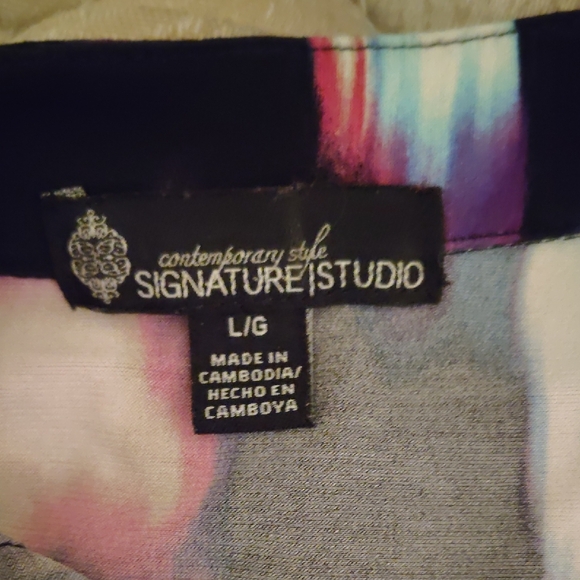 contemporary style
SIGNATURE|STUDIO
L/G
MADE IN
CAMBODIA/
HECHO EN
CAMBOYA